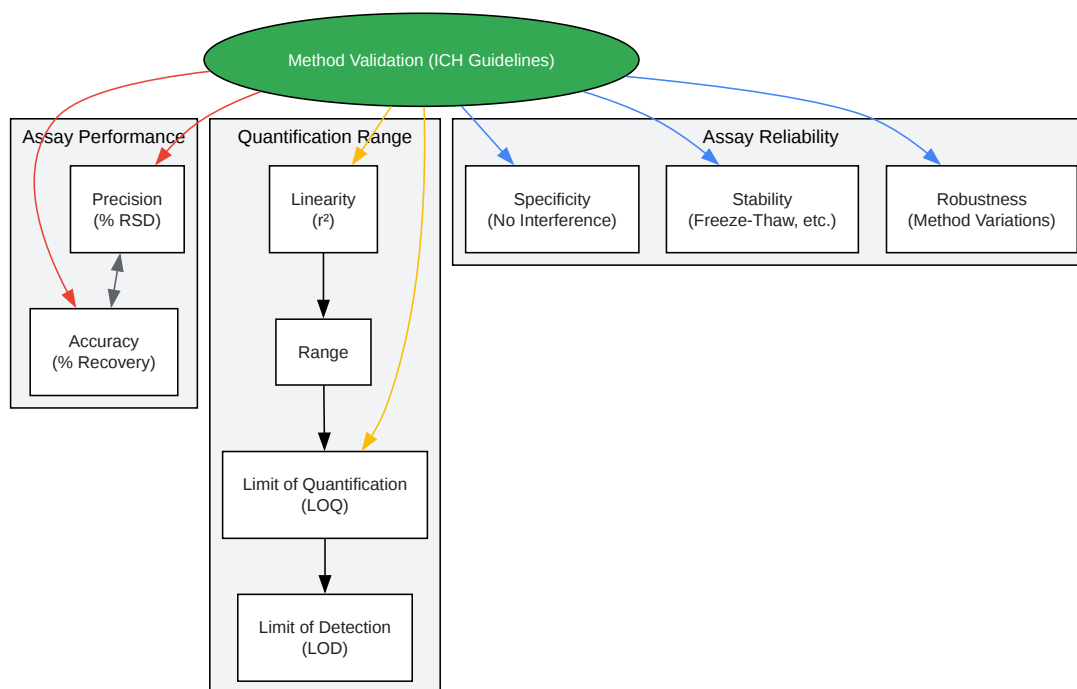 Method Validation (ICH Guidelines)
Assay Performance
Precision
(% RSD)
Accuracy
(% Recovery)
Quantification Range
Linearity
(r²)
Range
Limit of Quantification
(LOQ)
Limit of Detection
(LOD)
Assay Reliability
Specificity
(No Interference)
Stability
(Freeze-Thaw, etc.)
Robustness
(Method Variations)